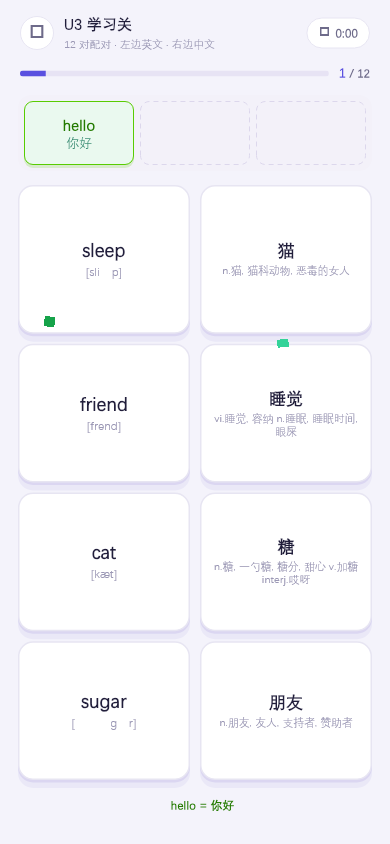 U3 学习关
12 对配对 · 左边英文 · 右边中文
0:00
1 / 12
hello
你好
sleep
[sli p]
猫
n.猫, 猫科动物, 恶毒的女人
friend
[frend]
睡觉
vi.睡觉, 容纳 n.睡眠, 睡眠时间,
眼屎
cat
[kæt]
糖
n.糖, 一勺糖, 糖分, 甜心 v.加糖
interj.哎呀
sugar
[ g r]
朋友
n.朋友, 友人, 支持者, 赞助者
hello = 你好